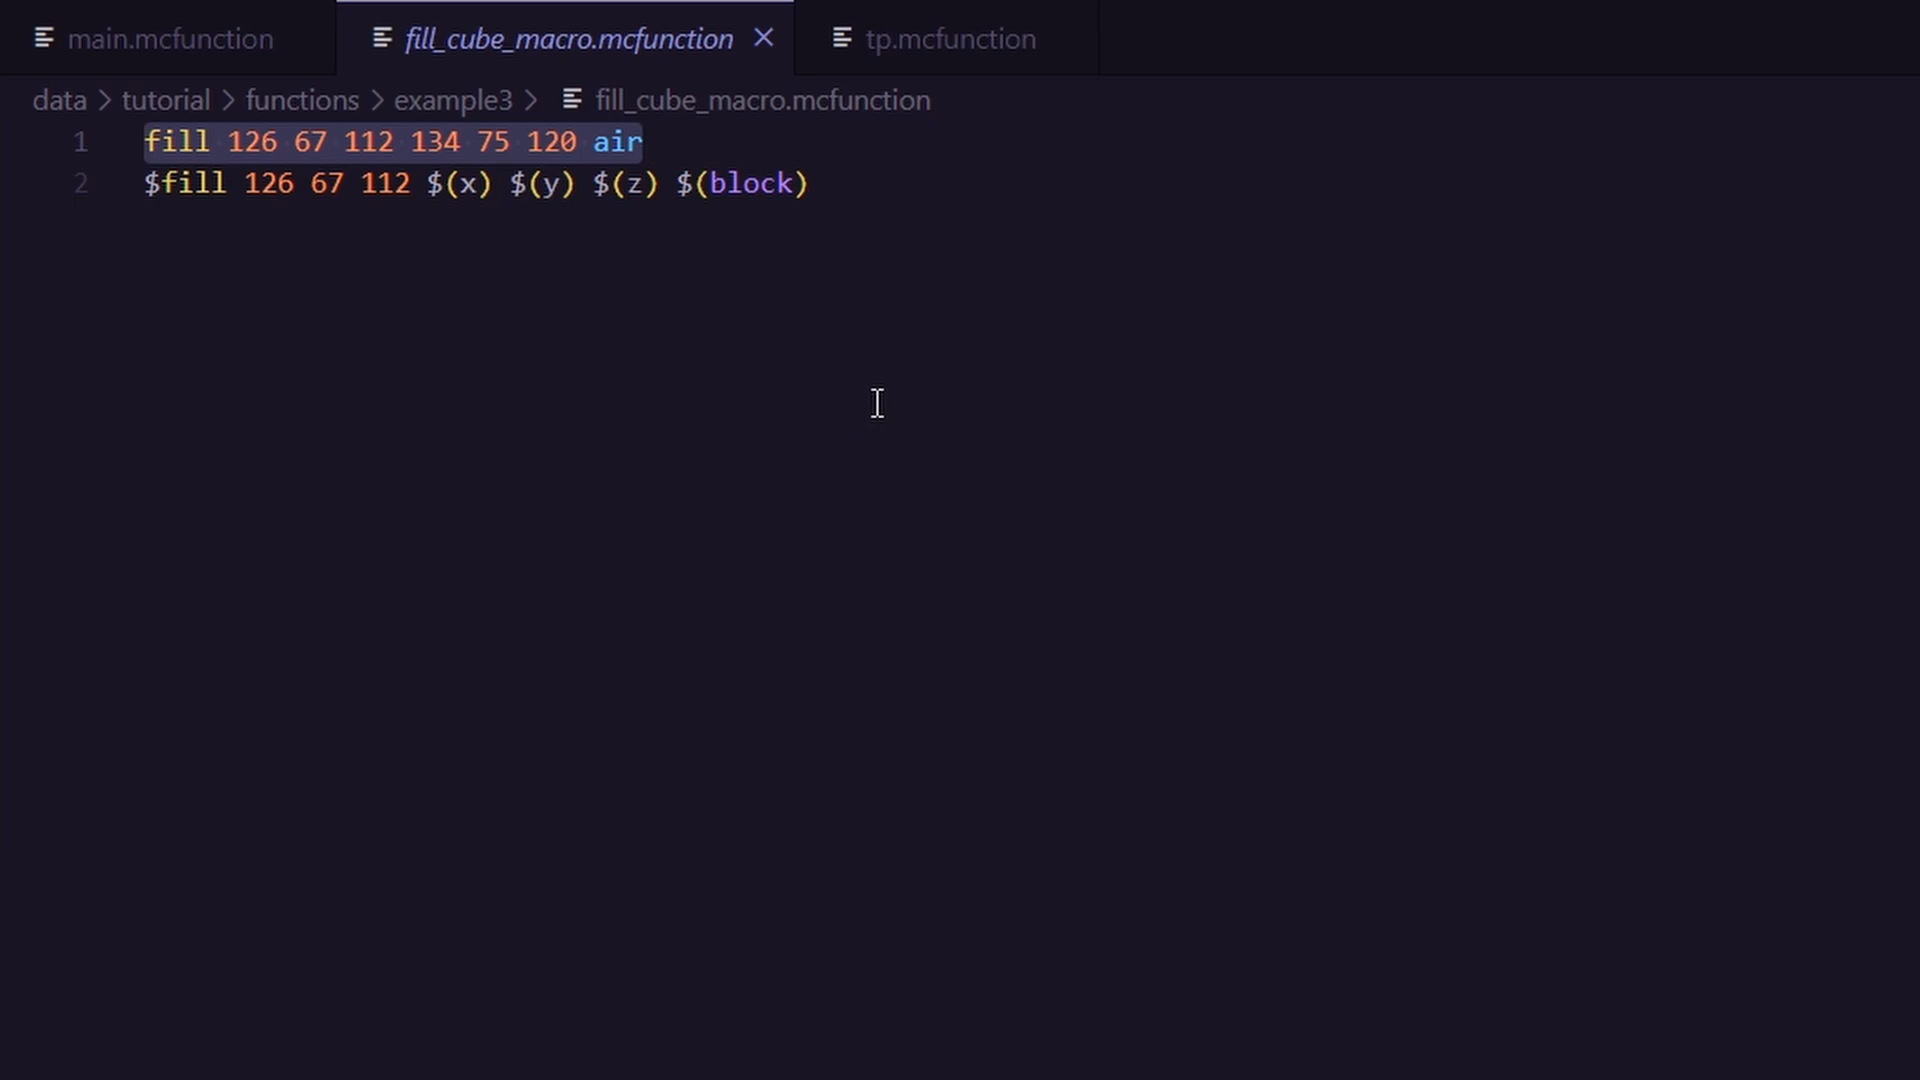 main.mcfunction fill_cube_macro.mcfunction tp.mcfunction
data > tutorial > functions > example3 > fill_cube_macro.mcfunction
1 fill 126 67 112 134 75 120 air
2 $fill 126 67 112 $(x) $(y) $(z) $(block)